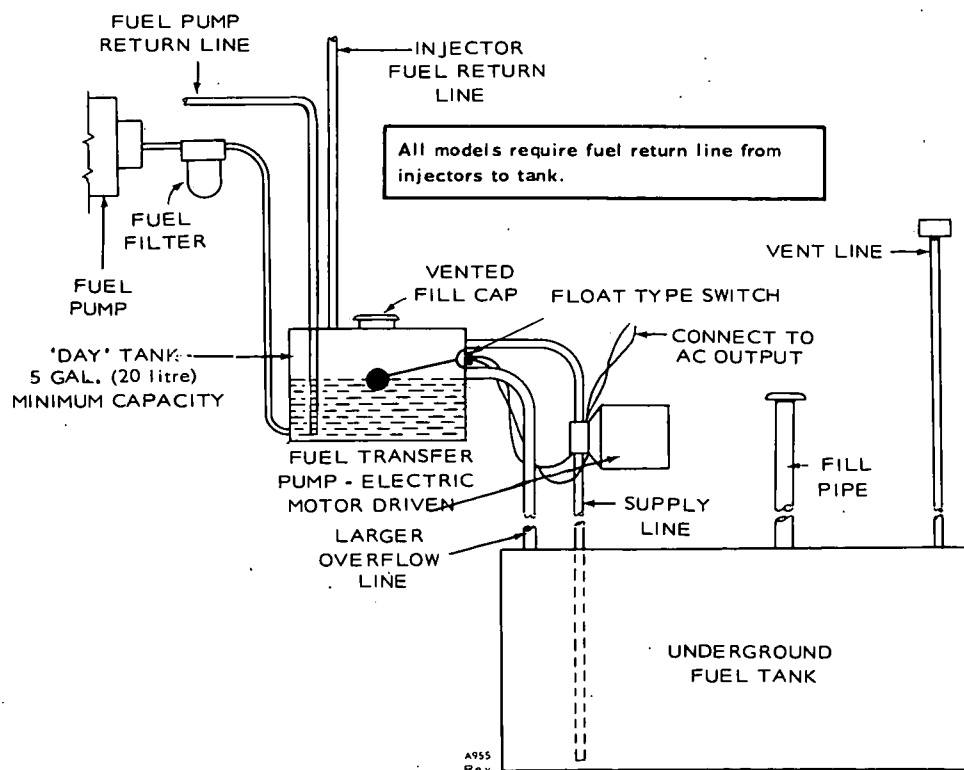 FUEL PUMP
RETURN LINE
INJECTOR
FUEL RETURN
LINE
All models require fuel return line from
injectors to tank.
FUEL
FILTER
FUEL
PUMP
VENTED
FILL CAP
FLOAT TYPE SWITCH
VENT LINE
CONNECT TO
AC OUTPUT
'DAY' TANK
5 GAL. (20 litre)
MINIMUM CAPACITY
FUEL TRANSFER
PUMP - ELECTRIC
MOTOR DRIVEN
FILL
PIPE
SUPPLY
LINE
LARGER
OVERFLOW
LINE
UNDERGROUND
FUEL TANK
A955